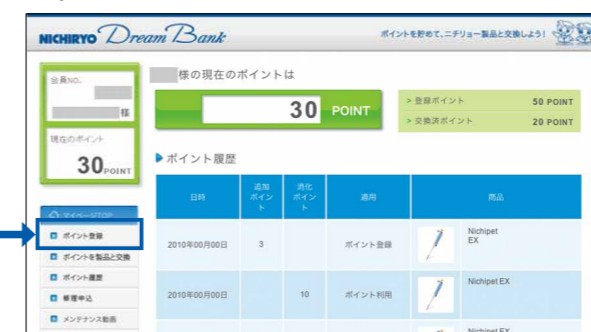 NICHIRYO Dream Bank
ポイントを貯めて、ニチリョー製品と交換しよう!
会員NO.
様
現在のポイント
30POINT
マイページTOP
ポイント登録
ポイントを製品と交換
ポイント履歴
修理申込
メンテナンス動画
様の現在のポイントは
30 POINT
> 登録ポイント 50 POINT
> 交換済ポイント 20 POINT
ポイント履歴
日時 追加ポイント 消化ポイント 適用 商品
2010年00月00日 3 ポイント登録 Nichipet
EX
2010年00月00日 10 ポイント利用 Nichipet EX
Nichipet EX